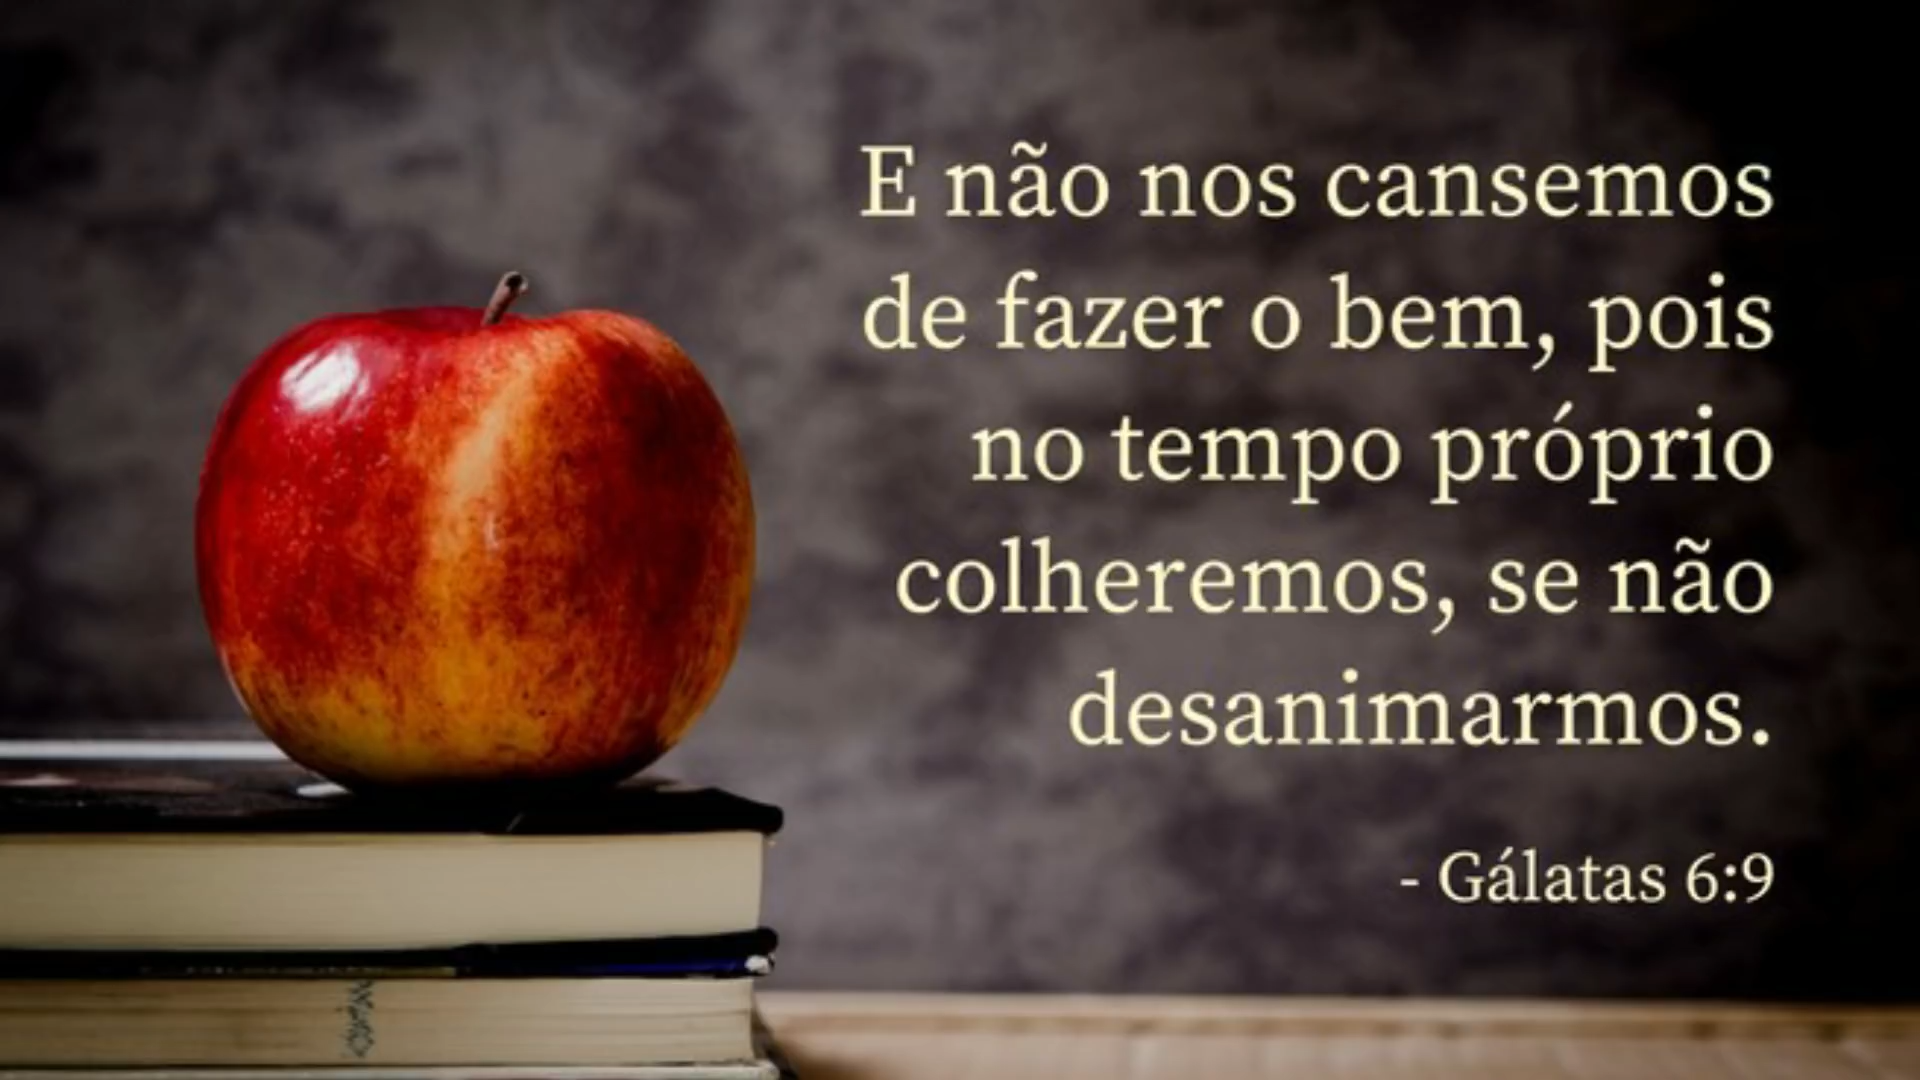 E não nos cansemos
de fazer o bem, pois
no tempo próprio
colheremos, se não
desanimarmos.
- Gálatas 6:9